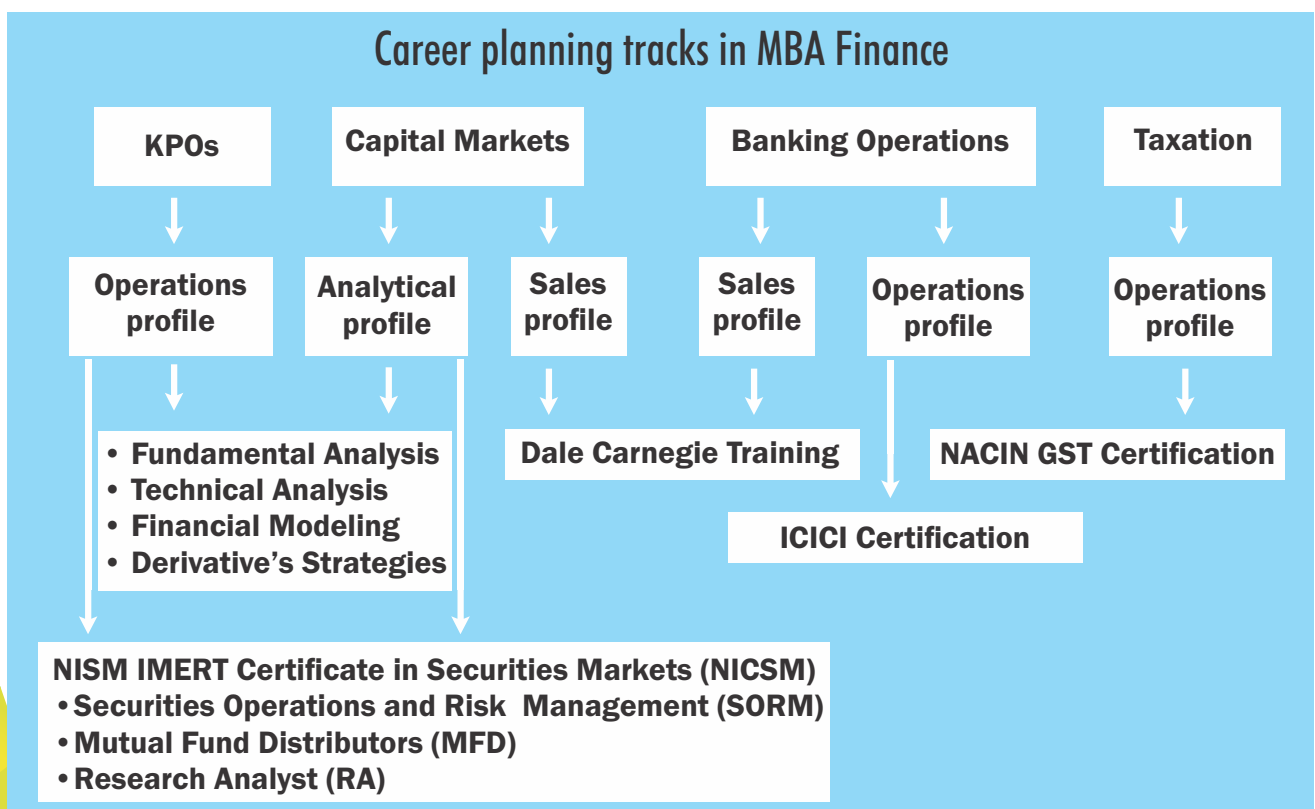 Career planning tracks in MBA Finance
KPOs
Capital Markets
Banking Operations
Taxation
Operations
profile
Analytical
profile
Sales
profile
Sales
profile
Operations
profile
Operations
profile
• Fundamental Analysis
• Technical Analysis
• Financial Modeling
• Derivative's Strategies
Dale Carnegie Training
NACIN GST Certification
ICICI Certification
NISM IMERT Certificate in Securities Markets (NICSM)
• Securities Operations and Risk Management (SORM)
• Mutual Fund Distributors (MFD)
• Research Analyst (RA)